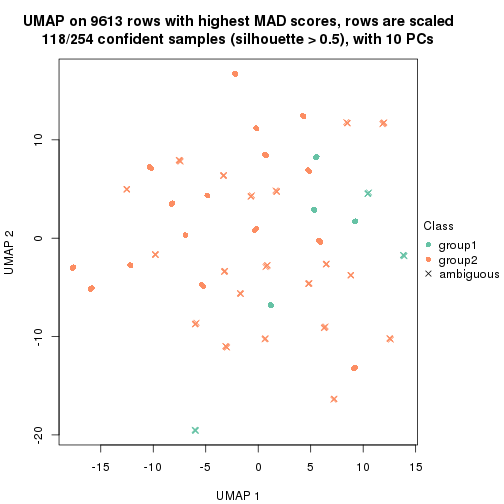 UMAP on 9613 rows with highest MAD scores, rows are scaled
118/254 confident samples (silhouette > 0.5), with 10 PCs
10
0
-10
-20
UMAP 2
Class
group1
group2
ambiguous
-15
-10
-5
0
5
10
15
UMAP 1